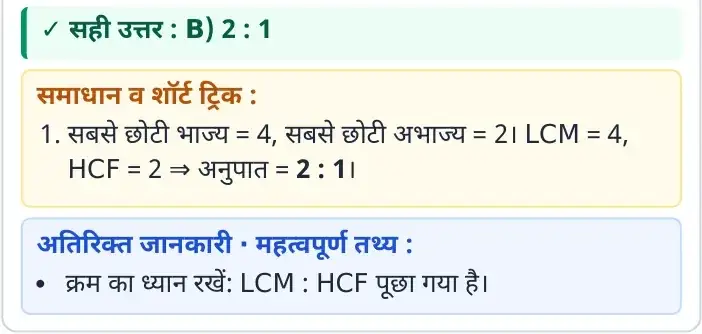 ✓ सही उत्तर : B) 2 : 1
समाधान व शॉर्ट ट्रिक :
1. सबसे छोटी भाज्य = 4, सबसे छोटी अभाज्य = 2। LCM = 4,
HCF = 2 ⇒ अनुपात = 2 : 1।
अतिरिक्त जानकारी · महत्वपूर्ण तथ्य :
• क्रम का ध्यान रखें: LCM : HCF पूछा गया है।